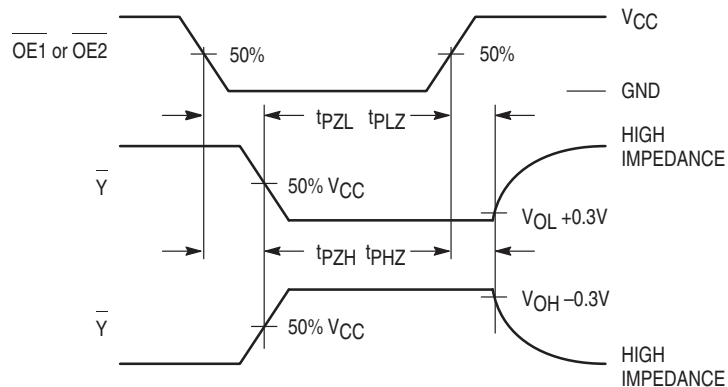 VCC
OE1 or OE2
50%
50%
GND
tPZL tPLZ
HIGH
IMPEDANCE
Y
50% VCC
VOL +0.3V
tPZH tPHZ
VOH –0.3V
Y
50% VCC
HIGH
IMPEDANCE